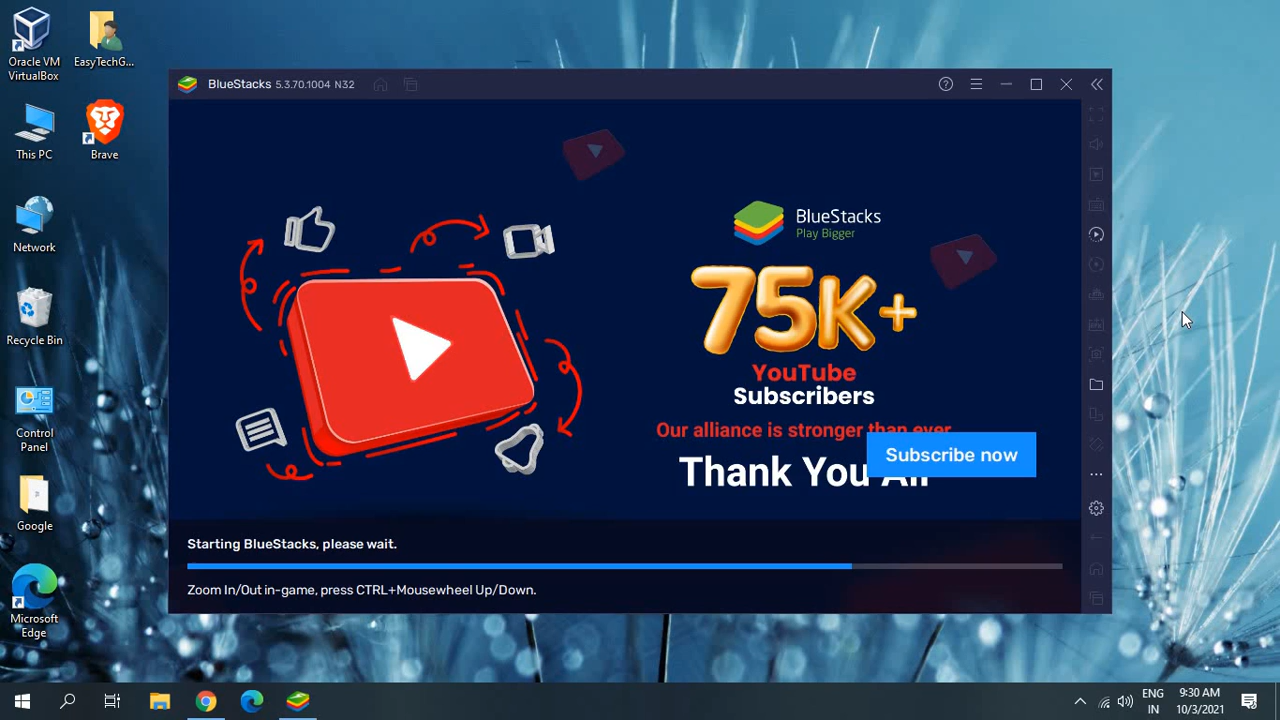 Oracle VM
VirtualBox
EasyTechG...
This PC
Brave
Network
Recycle Bin
Control
Panel
Google
Microsoft
Edge
BlueStacks 5.3.70.1004 N32
BlueStacks
Play Bigger
75K+
YouTube
Subscribers
Our alliance is stronger than ever
Subscribe now
Thank You All
Starting BlueStacks, please wait.
Zoom In/Out in-game, press CTRL+Mousewheel Up/Down.
ENG
IN
9:30 AM
10/3/2021